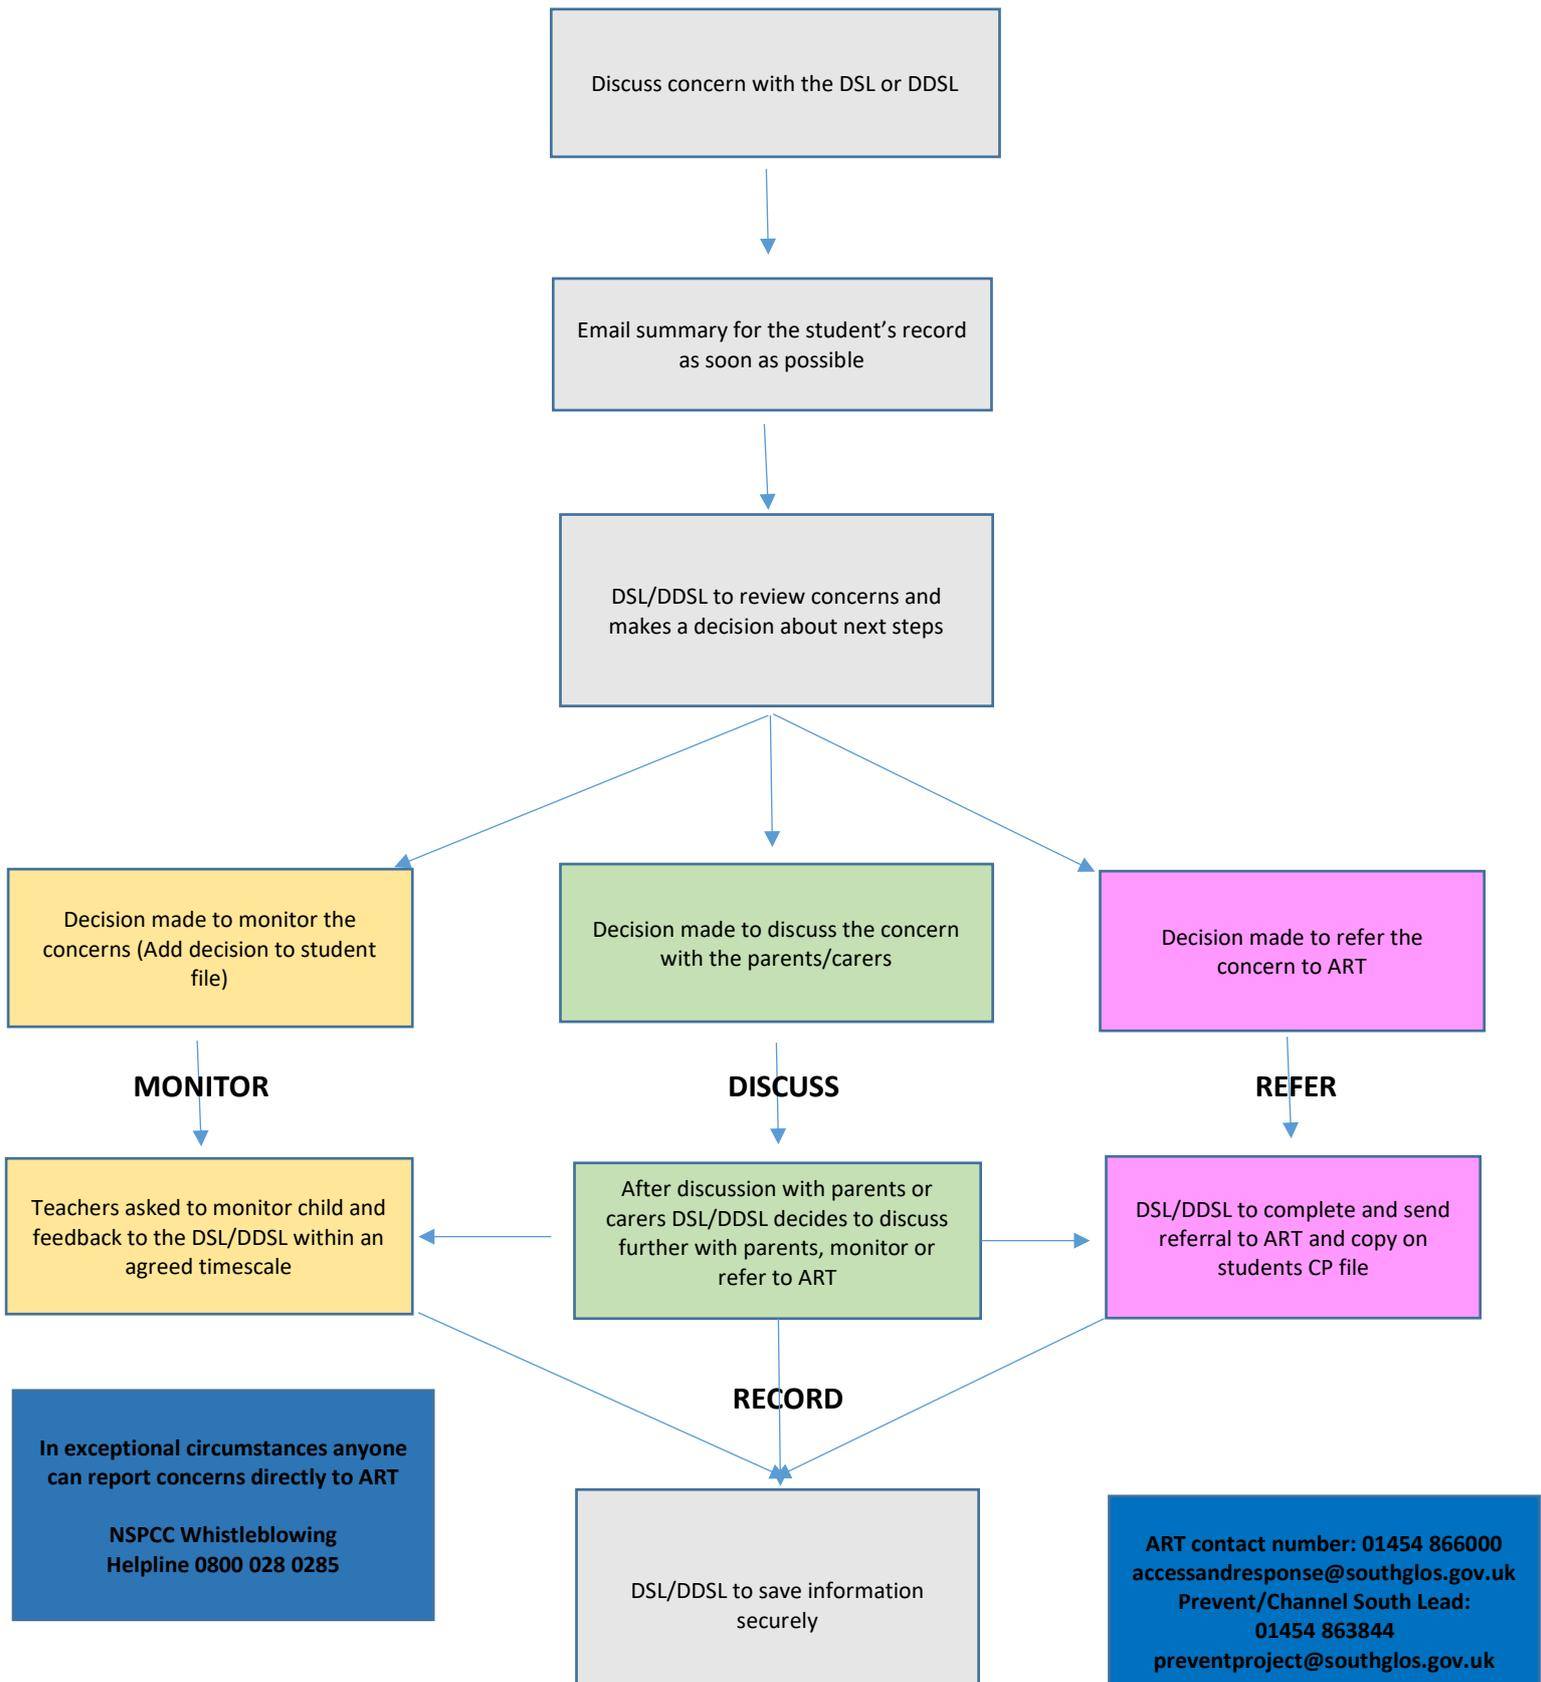 Discuss concern with the DSL or DDSL
Email summary for the student’s record
as soon as possible
DSL/DDSL to review concerns and
makes a decision about next steps
Decision made to monitor the
concerns (Add decision to student
file)
Decision made to discuss the concern
with the parents/carers
Decision made to refer the
concern to ART
MONITOR
DISCUSS
REFER
Teachers asked to monitor child and
feedback to the DSL/DDSL within an
agreed timescale
After discussion with parents or
carers DSL/DDSL decides to discuss
further with parents, monitor or
refer to ART
DSL/DDSL to complete and send
referral to ART and copy on
students CP file
RECORD
In exceptional circumstances anyone
can report concerns directly to ART
NSPCC Whistleblowing
Helpline 0800 028 0285
DSL/DDSL to save information
securely
ART contact number: 01454 866000
accessandresponse@southglos.gov.uk
Prevent/Channel South Lead:
01454 863844
preventproject@southglos.gov.uk